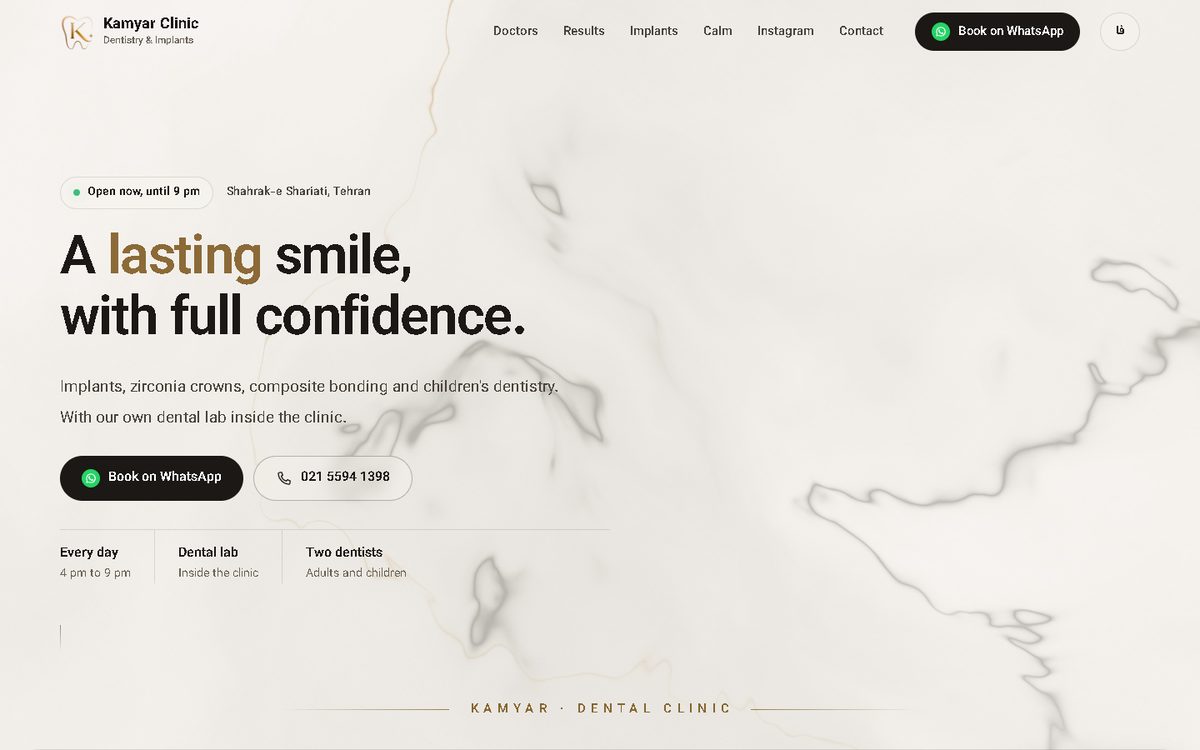 Kamyar Clinic
Dentistry & Implants
Doctors
Results
Implants
Calm
Instagram
Contact
Book on WhatsApp
فا
Open now, until 9 pm
Shahrak-e Shariati, Tehran
A lasting smile,
with full confidence.
Implants, zirconia crowns, composite bonding and children's dentistry.
With our own dental lab inside the clinic.
Book on WhatsApp
021 5594 1398
Every day
4 pm to 9 pm
Dental lab
Inside the clinic
Two dentists
Adults and children
KAMYAR · DENTAL CLINIC